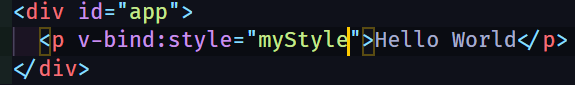 <div id="app">
<p v-bind:style="myStyle">Hello World</p>
</div>